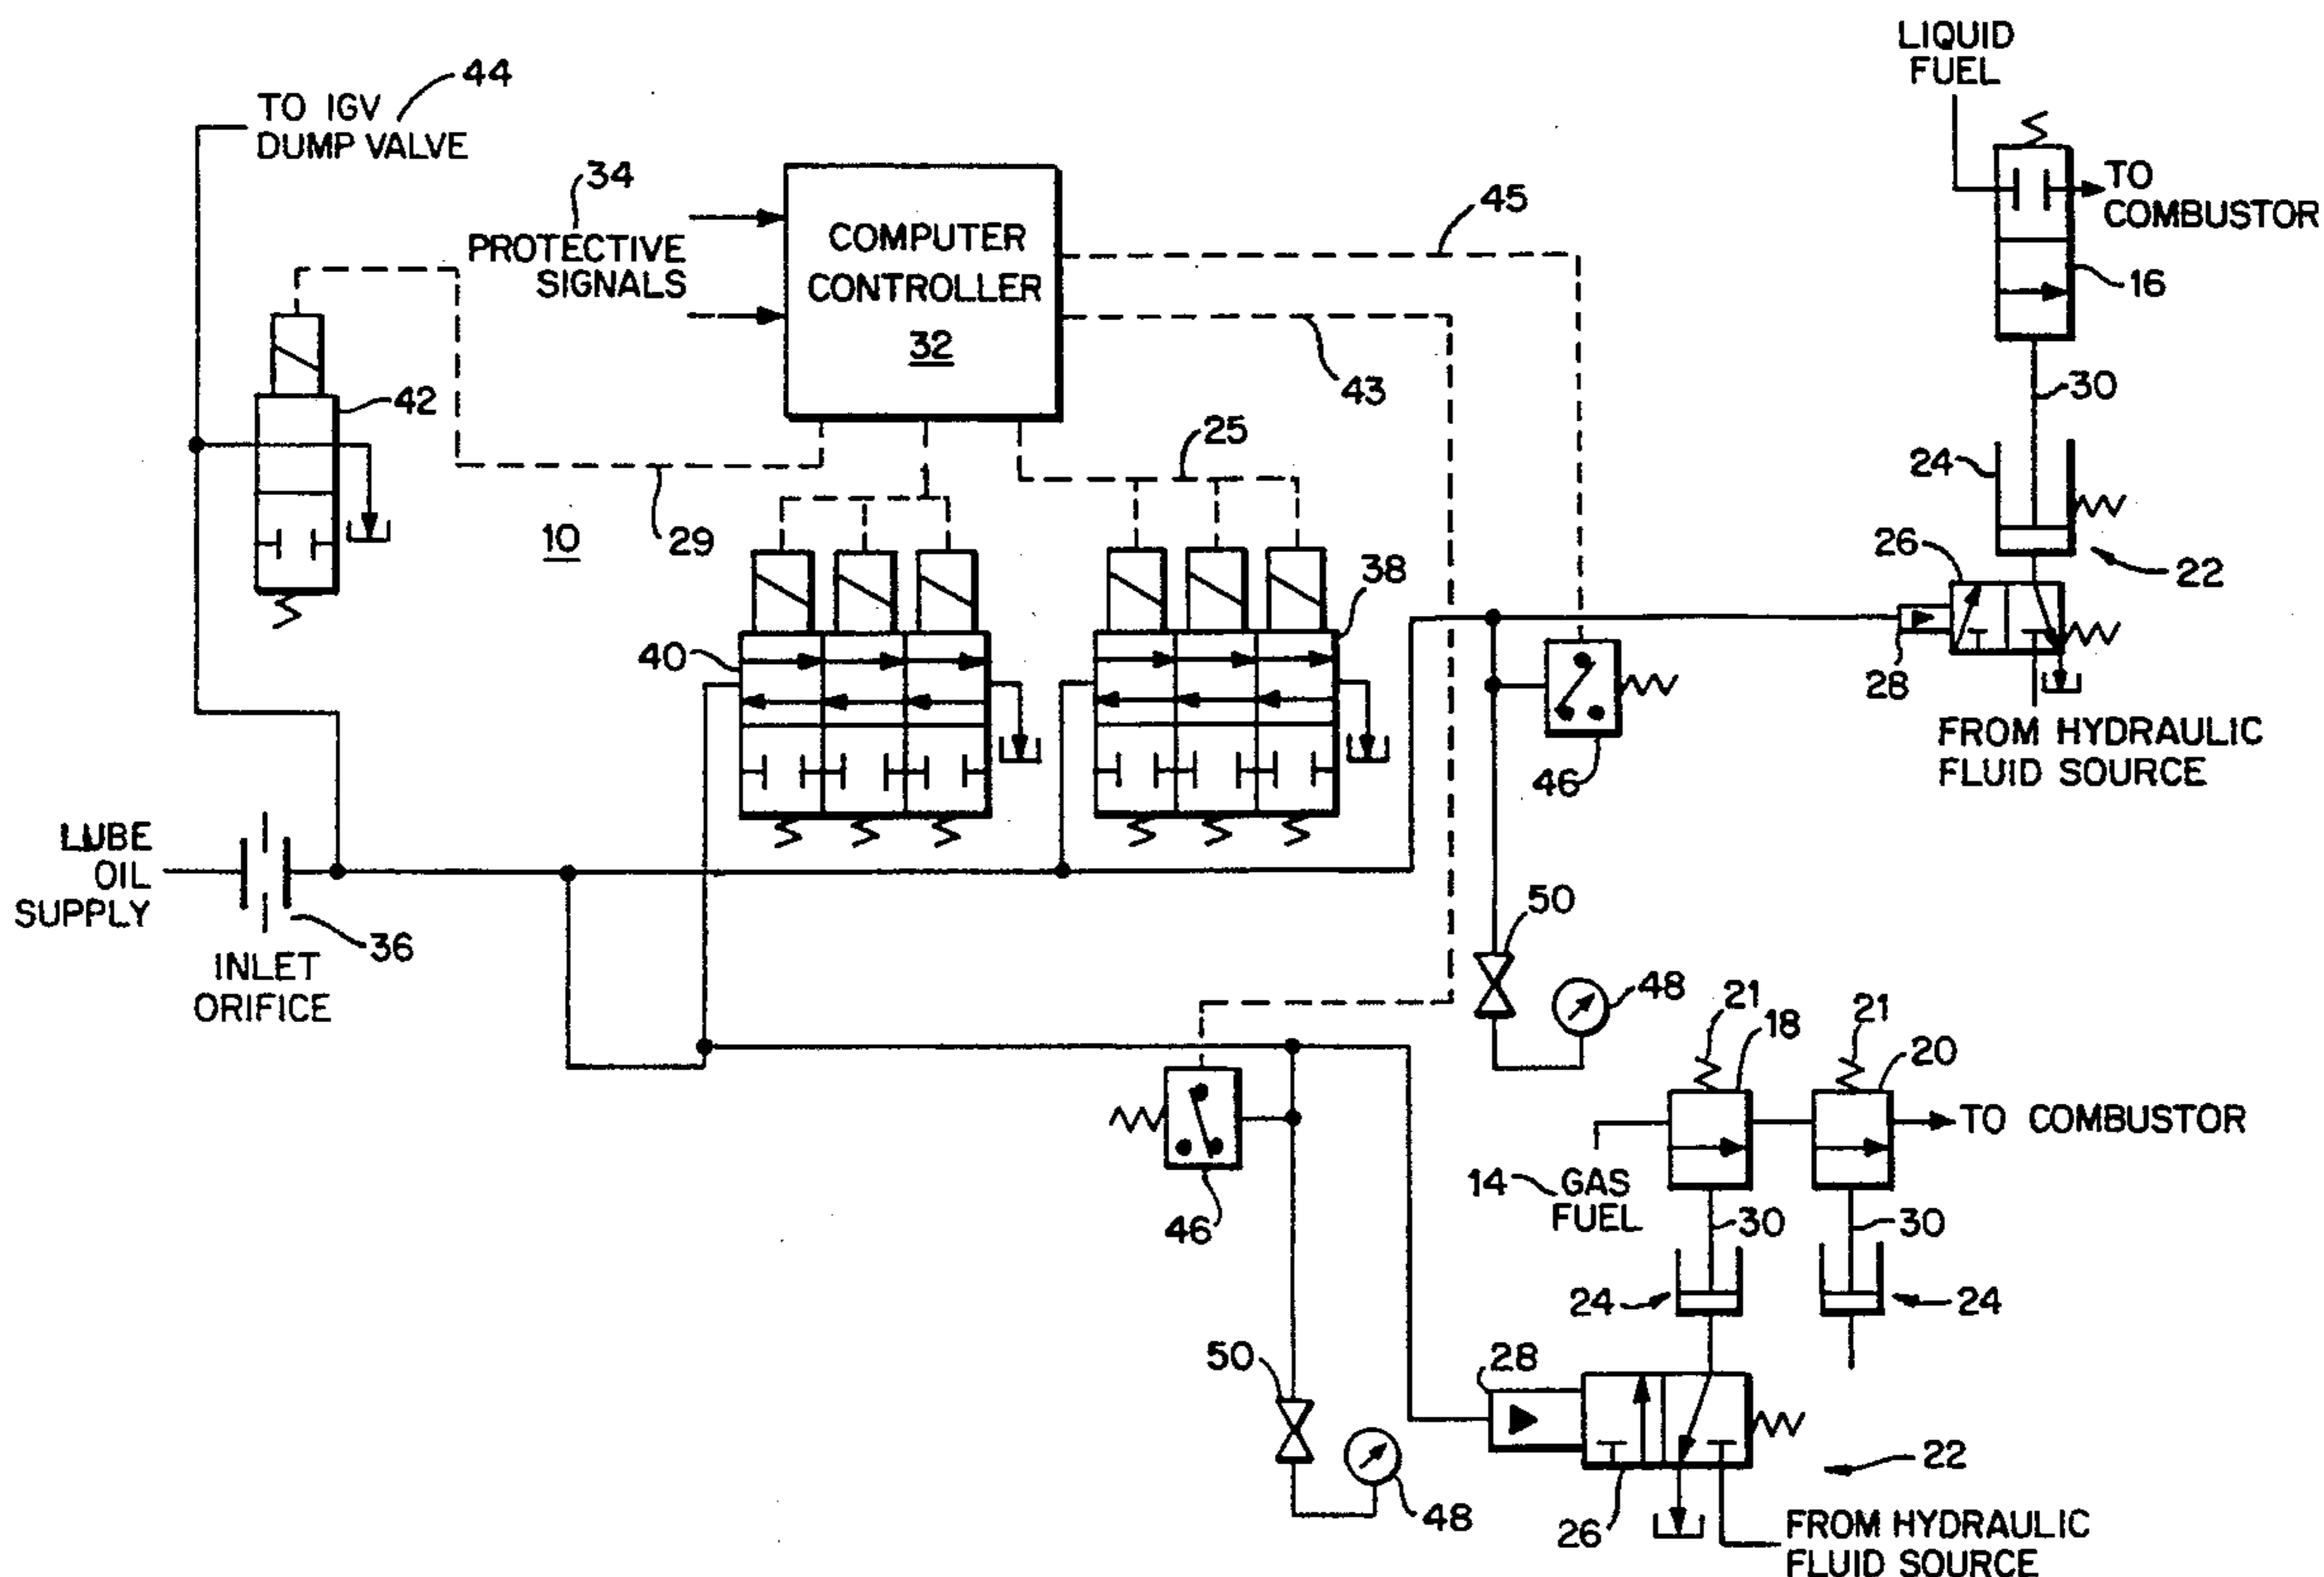 LIQUID
FUEL
44
TO IGV
DUMP VALVE
34
PROTECTIVE
SIGNALS
COMPUTER
CONTROLLER
32
45
43
TO
COMBUSTOR
16
30
42
25
24
26
22
28
29
10
40
38
46
FROM HYDRAULIC
FLUID SOURCE
LUBE
OIL
SUPPLY
36
INLET
ORIFICE
50
48
21
18
21
20
TO COMBUSTOR
14
GAS
FUEL
46
30
30
24
24
50
28
22
48
26
FROM HYDRAULIC
FLUID SOURCE